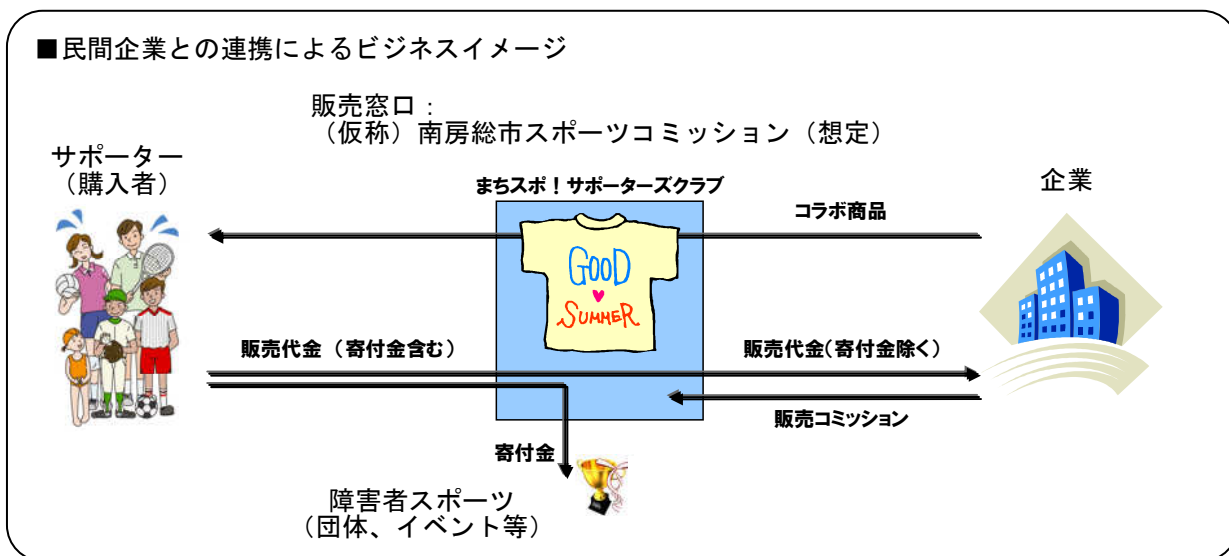 ■民間企業との連携によるビジネスイメージ
販売窓口：
（仮称）南房総市スポーツコミッション（想定）
サポーター
（購入者）
まちスポ！サポーターズクラブ
企業
コラボ商品
GOOD
SUMMER
販売代金（寄付金含む）
販売代金（寄付金除く）
販売コミッション
寄付金
障害者スポーツ
（団体、イベント等）